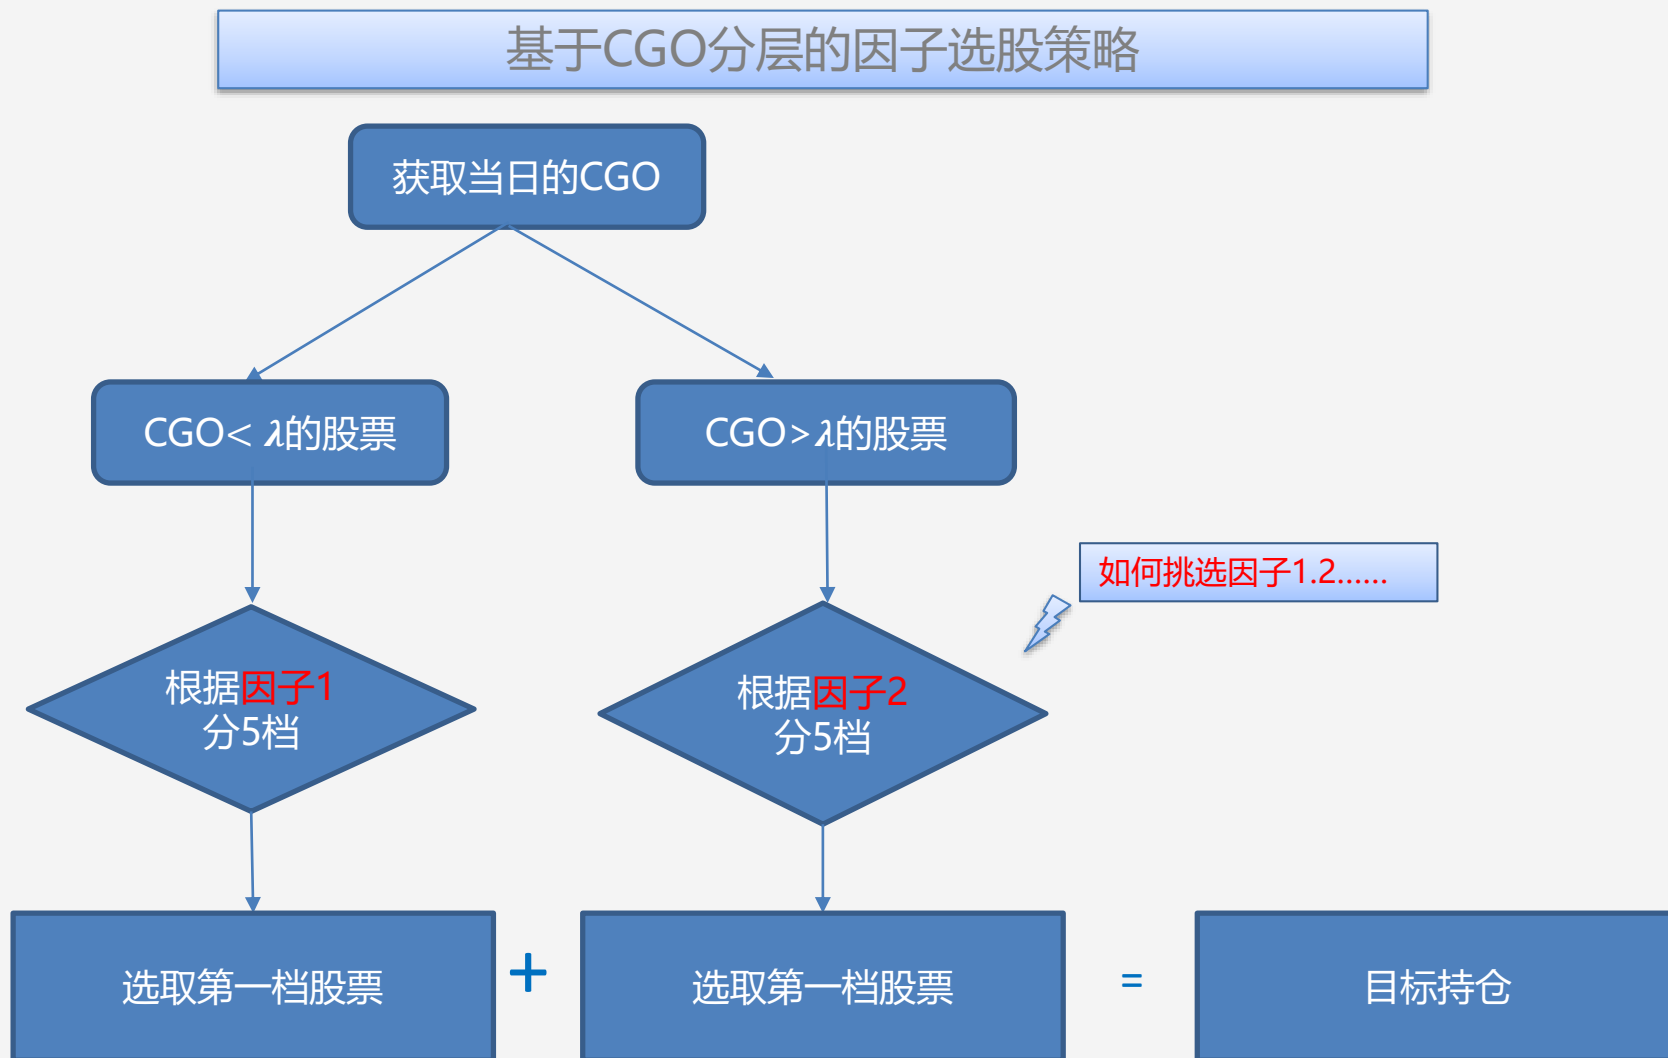 基于CGO分层的因子选股策略
获取当日的CGO
CGO< λ的股票
CGO>λ的股票
如何挑选因子1.2……
根据因子1
分5档
根据因子2
分5档
选取第一档股票
+
选取第一档股票
=
目标持仓